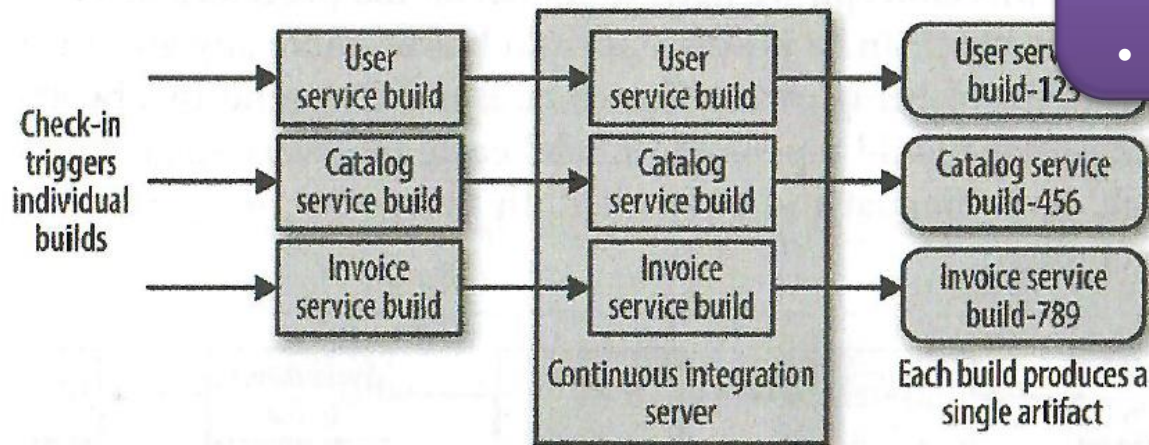 Check-in
triggers
individual
builds
User
service build
Catalog
service build
Invoice
service build
User
service build
Catalog
service build
Invoice
service build
Continuous integration
server
User
Catalog service
build-456
Invoice service
build-789
Each build produces a
single artifact